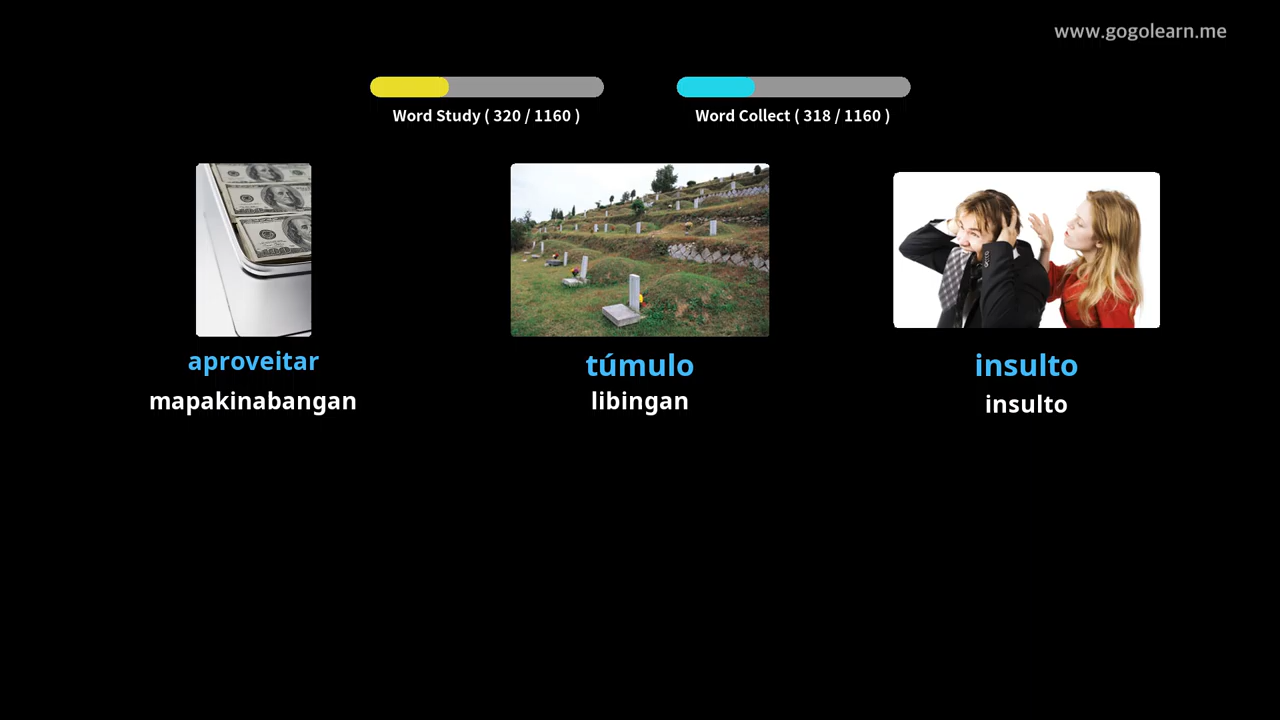 www.gogolearn.me
Word Study ( 320 / 1160 )
Word Collect ( 318 / 1160 )
aproveitar
mapakinabangan
túmulo
libingan
insulto
insulto